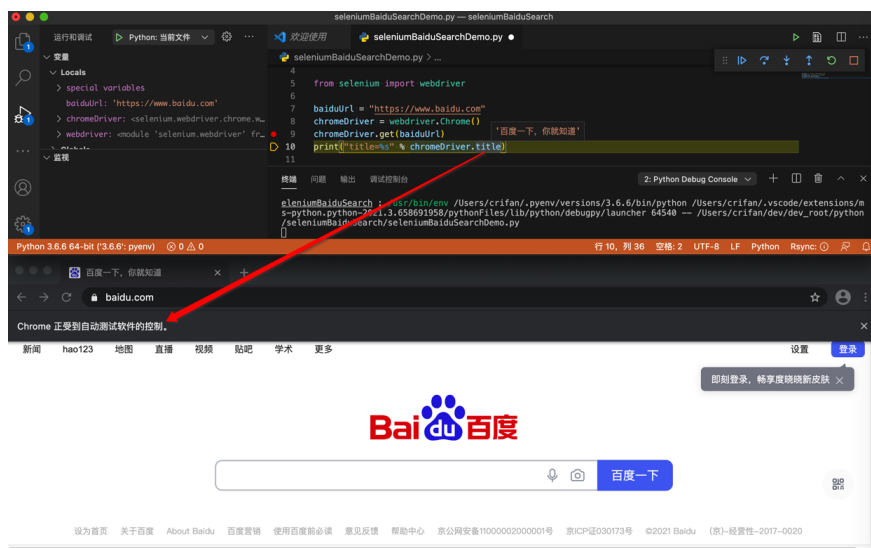 seleniumBaiduSearchDemo.py — seleniumBaiduSearch
运行和调试 Python: 当前文件
欢迎使用 seleniumBaiduSearchDemo.py
seleniumBaiduSearchDemo.py > ...
变量
Locals
special variables
baiduUrl: 'https://www.baidu.com'
chromeDriver: <selenium.webdriver.chrome.w…
webdriver: <module 'selenium.webdriver' fr…
Globals
监视
4
5 from selenium import webdriver
6
7 baiduUrl = "https://www.baidu.com"
8 chromeDriver = webdriver.Chrome()
9 chromeDriver.get(baiduUrl)
'百度一下，你就知道'
10 print("title=%s" % chromeDriver.title)
11
终端 问题 输出 调试控制台 2: Python Debug Console
eleniumBaiduSearch ; /usr/bin/env /Users/crifan/.pyenv/versions/3.6.6/bin/python /Users/crifan/.vscode/extensions/m
s-python.python-2021.3.658691958/pythonFiles/lib/python/debugpy/launcher 64540 -- /Users/crifan/dev/dev_root/python
/seleniumBaiduSearch/seleniumBaiduSearchDemo.py
Python 3.6.6 64-bit ('3.6.6': pyenv) 0 0 行 10，列 36 空格: 2 UTF-8 LF Python Rsync:
百度一下，你就知道
baidu.com
Chrome 正受到自动测试软件的控制。
新闻 hao123 地图 直播 视频 贴吧 学术 更多 设置 登录
即刻登录，畅享度晓晓新皮肤
Bai du 百度
百度一下
设为首页 关于百度 About Baidu 百度营销 使用百度前必读 意见反馈 帮助中心 京公网安备11000002000001号 京ICP证030173号 ©2021 Baidu (京)-经营性-2017-0020